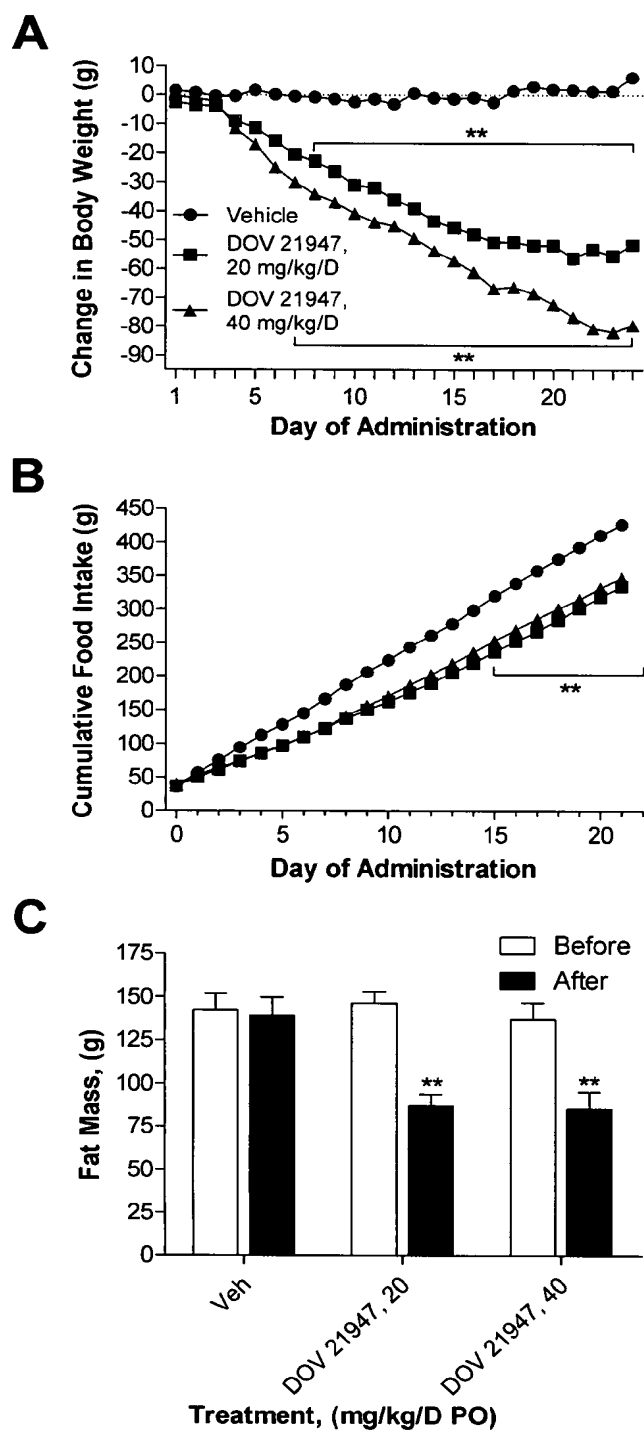 A
Change in Body Weight (g)
10
0
-10
-20
-30
-40
-50
-60
-70
-80
-90
**
Vehicle
DOV 21947,
20 mg/kg/D
DOV 21947,
40 mg/kg/D
**
1
5
10
15
20
Day of Administration
B
Cumulative Food Intake (g)
450
400
350
300
250
200
150
100
50
0
**
0
5
10
15
20
Day of Administration
C
Fat Mass, (g)
175
150
125
100
75
50
25
0
Before
After
**
**
Veh
DOV 21947, 20
DOV 21947, 40
Treatment, (mg/kg/D PO)